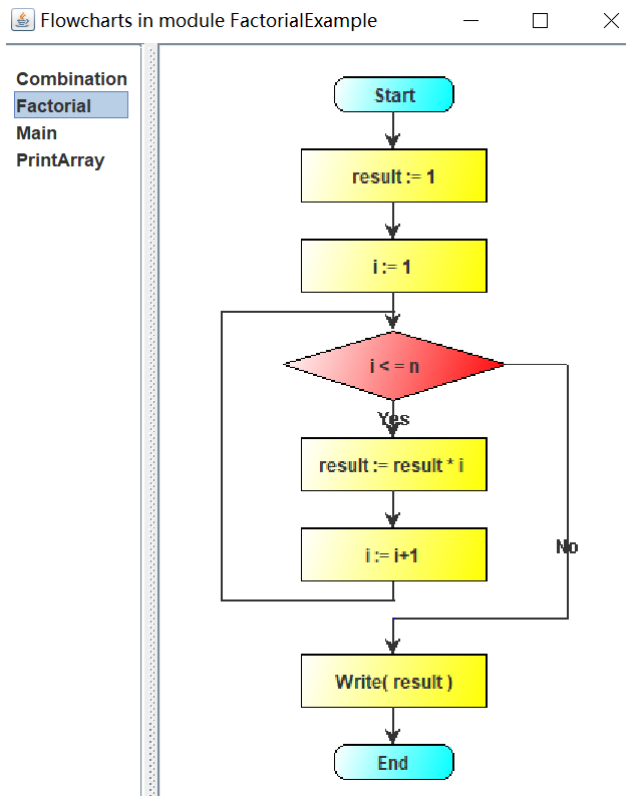 Flowcharts in module FactorialExample
Combination
Factorial
Main
PrintArray
Start
result := 1
i := 1
i < = n
Yes
result := result * i
i := i+1
No
Write( result )
End